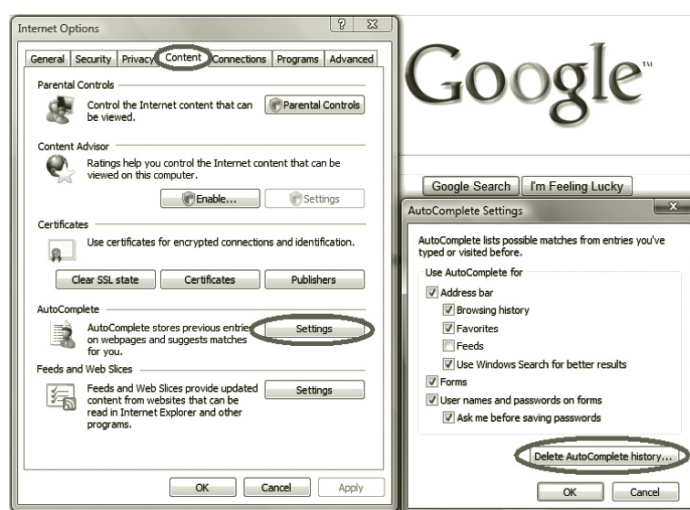 Internet Options
General Security Privacy Content Connections Programs Advanced
Parental Controls
Control the Internet content that can
be viewed.
Parental Controls
Content Advisor
Ratings help you control the Internet content that can be
viewed on this computer.
Enable...
Settings
Certificates
Use certificates for encrypted connections and identification.
Clear SSL state
Certificates
Publishers
AutoComplete
AutoComplete stores previous entries
on webpages and suggests matches
for you.
Settings
Feeds and Web Slices
Feeds and Web Slices provide updated
content from websites that can be
read in Internet Explorer and other
programs.
Settings
OK
Cancel
Apply
Google™
Google Search
I'm Feeling Lucky
AutoComplete Settings
AutoComplete lists possible matches from entries you've
typed or visited before.
Use AutoComplete for
Address bar
Browsing history
Favorites
Feeds
Use Windows Search for better results
Forms
User names and passwords on forms
Ask me before saving passwords
Delete AutoComplete history...
OK
Cancel